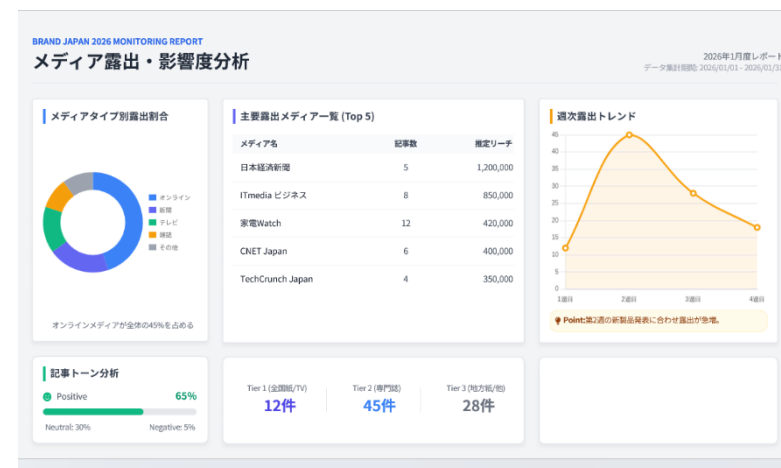 BRAND JAPAN 2026 MONITORING REPORT
メディア露出・影響度分析
2026年1月度レポート
データ集計期間: 2026/01/01 - 2026/01/31
メディアタイプ別露出割合
オンライン
新聞
テレビ
雑誌
その他
オンラインメディアが全体の45%を占める
主要露出メディア一覧 (Top 5)
メディア名 記事数 推定リーチ
日本経済新聞 5 1,200,000
ITmedia ビジネス 8 850,000
家電Watch 12 420,000
CNET Japan 6 400,000
TechCrunch Japan 4 350,000
週次露出トレンド
45
40
35
30
25
20
15
10
5
0
1週目 2週目 3週目 4週目
Point:第2週の新製品発表に合わせ露出が急増。
記事トーン分析
Positive 65%
Neutral: 30% Negative: 5%
Tier 1 (全国紙/TV) Tier 2 (専門誌) Tier 3 (地方紙/他)
12件 45件 28件